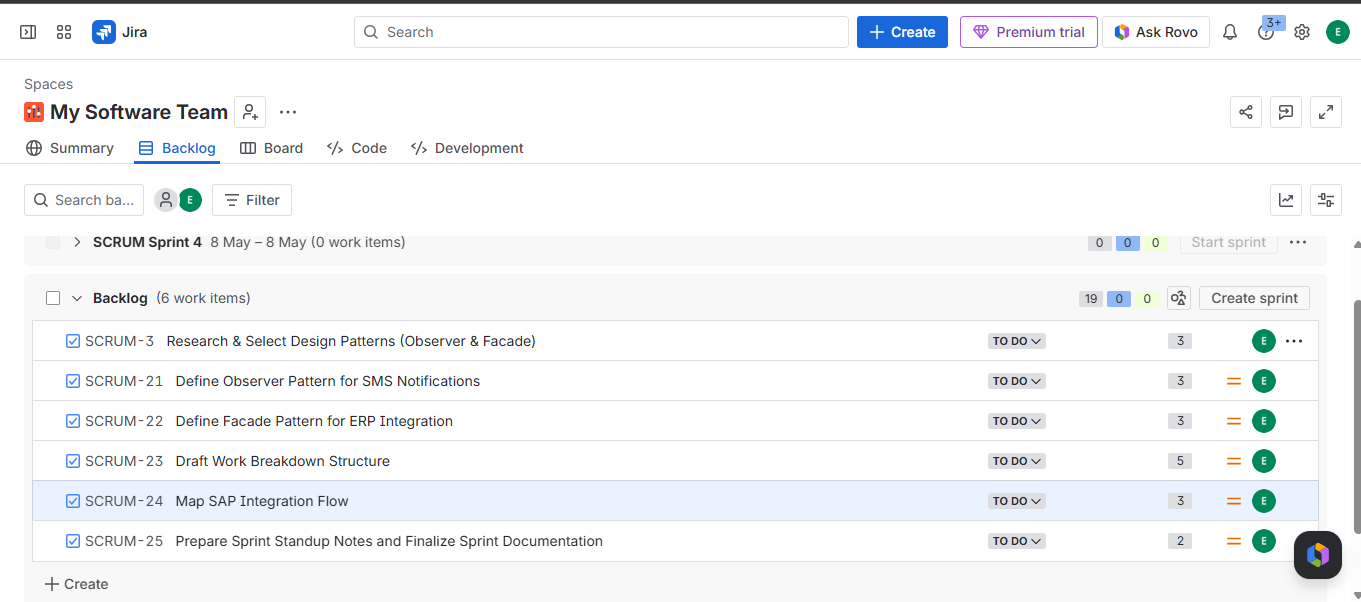 Jira
Search
Create
Premium trial
Ask Rovo
3+
E
Spaces
My Software Team
Summary
Backlog
Board
Code
Development
Search ba...
E
Filter
SCRUM Sprint 4 8 May – 8 May (0 work items) 0 0 0 Start sprint
Backlog (6 work items) 19 0 0 Create sprint
SCRUM-3 Research & Select Design Patterns (Observer & Facade) TO DO 3 E
SCRUM-21 Define Observer Pattern for SMS Notifications TO DO 3 E
SCRUM-22 Define Facade Pattern for ERP Integration TO DO 3 E
SCRUM-23 Draft Work Breakdown Structure TO DO 5 E
SCRUM-24 Map SAP Integration Flow TO DO 3 E
SCRUM-25 Prepare Sprint Standup Notes and Finalize Sprint Documentation TO DO 2 E
Create